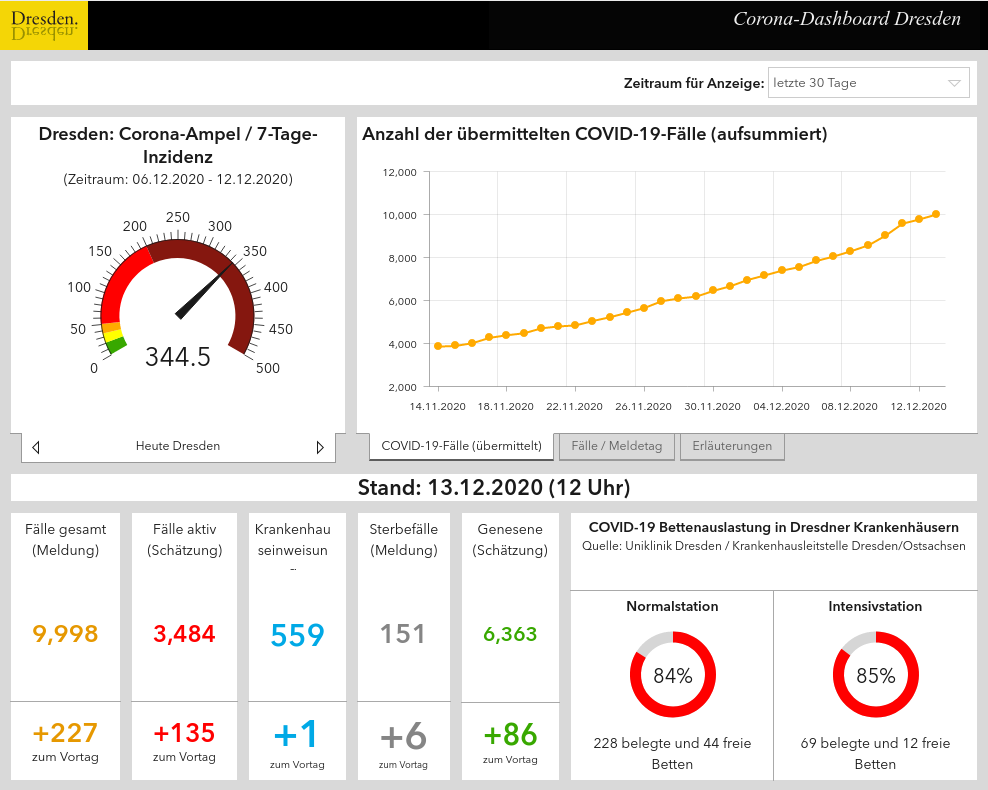 Dresden.
Dresden.
Corona-Dashboard Dresden
Zeitraum für Anzeige:
letzte 30 Tage
Dresden: Corona-Ampel / 7-Tage-
Inzidenz
(Zeitraum: 06.12.2020 - 12.12.2020)
0
50
100
150
200
250
300
350
400
450
500
344.5
Heute Dresden
Anzahl der übermittelten COVID-19-Fälle (aufsummiert)
12,000
10,000
8,000
6,000
4,000
2,000
14.11.2020 18.11.2020 22.11.2020 26.11.2020 30.11.2020 04.12.2020 08.12.2020 12.12.2020
COVID-19-Fälle (übermittelt)
Fälle / Meldetag
Erläuterungen
Stand: 13.12.2020 (12 Uhr)
Fälle gesamt
(Meldung)
9,998
+227
zum Vortag
Fälle aktiv
(Schätzung)
3,484
+135
zum Vortag
Krankenhau
seinweisun
559
+1
zum Vortag
Sterbefälle
(Meldung)
151
+6
zum Vortag
Genesene
(Schätzung)
6,363
+86
zum Vortag
COVID-19 Bettenauslastung in Dresdner Krankenhäusern
Quelle: Uniklinik Dresden / Krankenhausleitstelle Dresden/Ostsachsen
Normalstation
84%
228 belegte und 44 freie
Betten
Intensivstation
85%
69 belegte und 12 freie
Betten